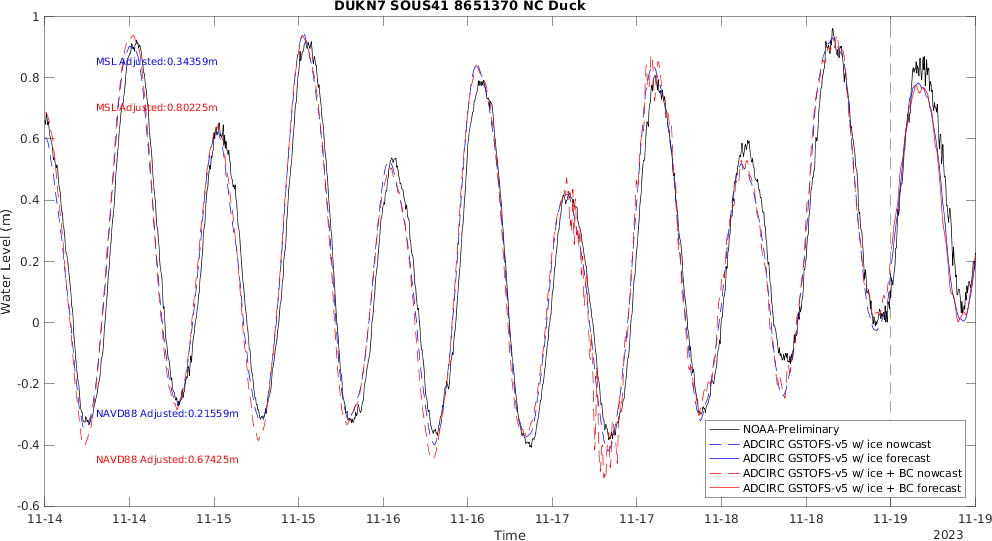 DUKN7 SOUS41 8651370 NC Duck
1
0.8
0.6
0.4
0.2
0
-0.2
-0.4
-0.6
Water Level (m)
MSL Adjusted:0.34359m
MSL Adjusted:0.80225m
NAVD88 Adjusted:0.21559m
NAVD88 Adjusted:0.67425m
NOAA-Preliminary
ADCIRC GSTOFS-v5 w/ ice nowcast
ADCIRC GSTOFS-v5 w/ ice forecast
ADCIRC GSTOFS-v5 w/ ice + BC nowcast
ADCIRC GSTOFS-v5 w/ ice + BC forecast
11-14 11-14 11-15 11-15 11-16 11-16 11-17 11-17 11-18 11-18 11-19 11-19
Time
2023